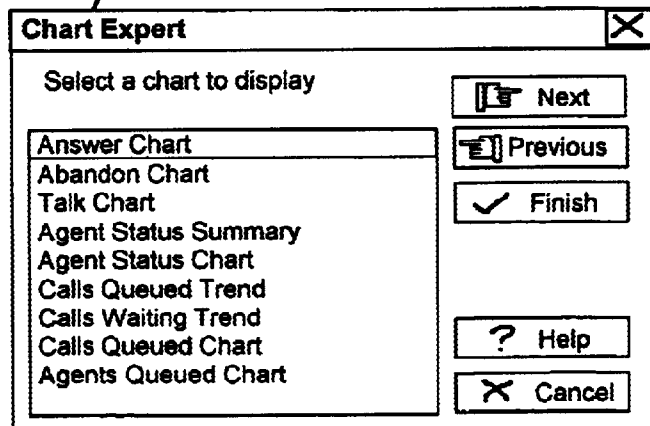 Chart Expert
Select a chart to display
Next
Previous
Finish
Answer Chart
Abandon Chart
Talk Chart
Agent Status Summary
Agent Status Chart
Calls Queued Trend
Calls Waiting Trend
Calls Queued Chart
Agents Queued Chart
? Help
Cancel